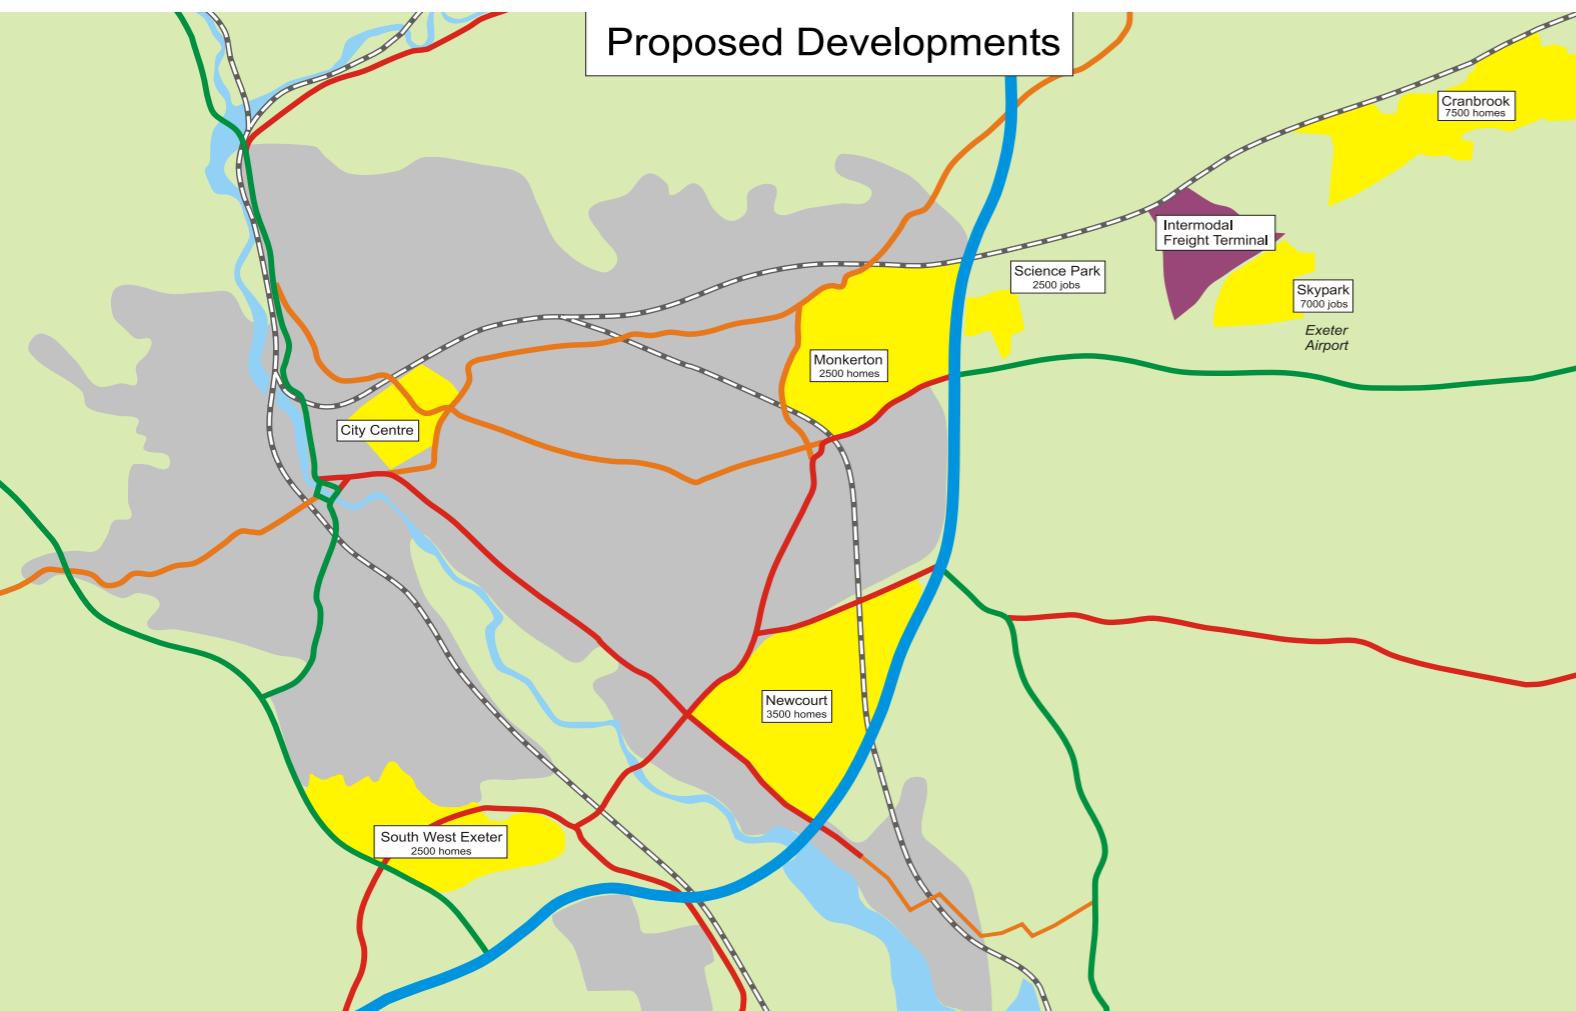 Proposed Developments
Cranbrook
7500 homes
Intermodal
Freight Terminal
Science Park
2500 jobs
Skypark
7000 jobs
Exeter
Airport
Monkerton
2500 homes
City Centre
Newcourt
3500 homes
South West Exeter
2500 homes